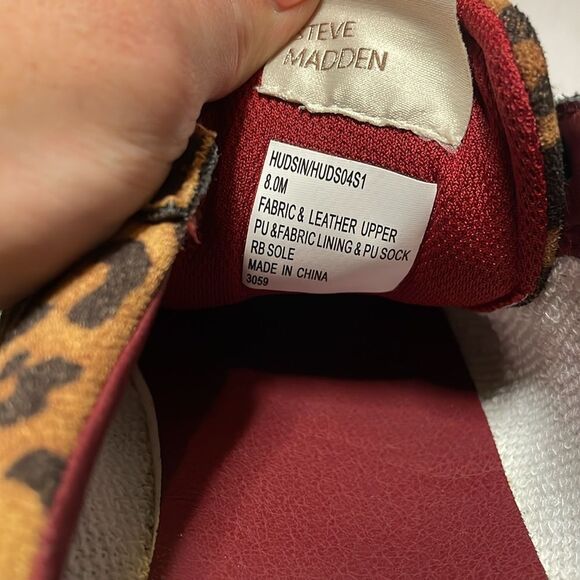 STEVE
MADDEN
HUDSIN/HUDS04S1
8.0M
FABRIC & LEATHER UPPER
PU &FABRIC LINING & PU SOCK
RB SOLE
MADE IN CHINA
3059